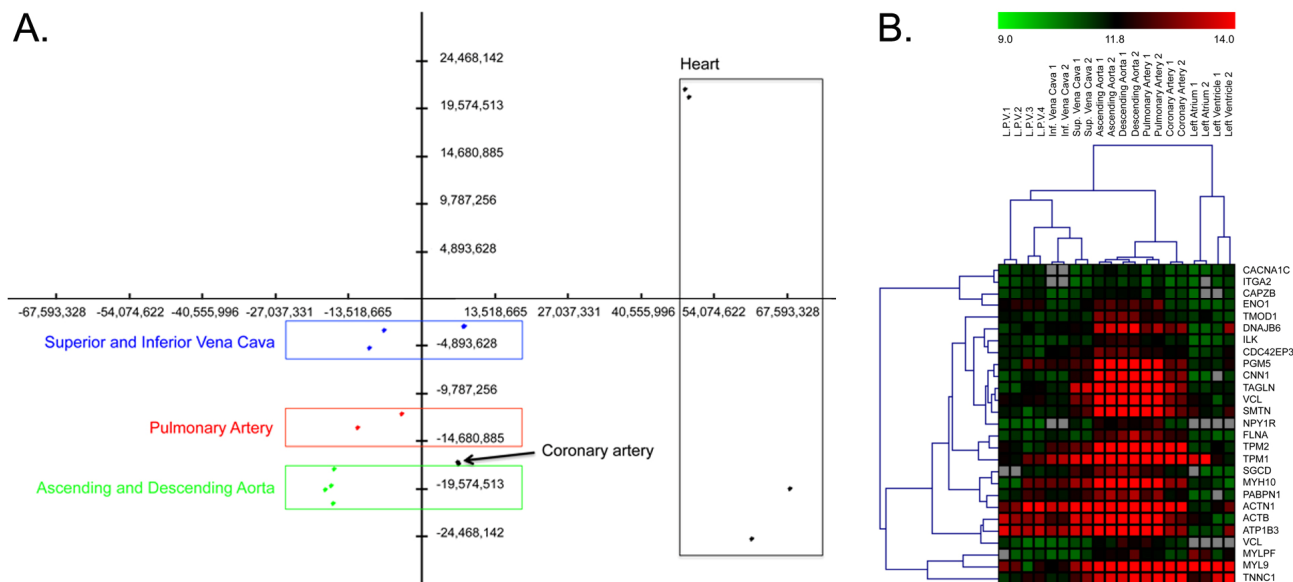 A.
24,468,142
19,574,513
14,680,885
9,787,256
4,893,628
Heart
-67,593,328 -54,074,622 -40,555,996 -27,037,331 -13,518,665 13,518,665 27,037,331 40,555,996 54,074,622 67,593,328
Superior and Inferior Vena Cava
-4,893,628
-9,787,256
Pulmonary Artery
-14,680,885
Coronary artery
Ascending and Descending Aorta
-19,574,513
-24,468,142
B.
9.0 11.8 14.0
L.P.V.1
L.P.V.2
L.P.V.3
L.P.V.4
Inf. Vena Cava 1
Inf. Vena Cava 2
Sup. Vena Cava 1
Sup. Vena Cava 2
Ascending Aorta 1
Ascending Aorta 2
Descending Aorta 1
Descending Aorta 2
Pulmonary Artery 1
Pulmonary Artery 2
Coronary Artery 1
Coronary Artery 2
Left Atrium 1
Left Atrium 2
Left Ventricle 1
Left Ventricle 2
CACNA1C
ITGA2
CAPZB
ENO1
TMOD1
DNAJB6
ILK
CDC42EP3
PGM5
CNN1
TAGLN
VCL
SMTN
NPY1R
FLNA
TPM2
TPM1
SGCD
MYH10
PABPN1
ACTN1
ACTB
ATP1B3
VCL
MYLPF
MYL9
TNNC1